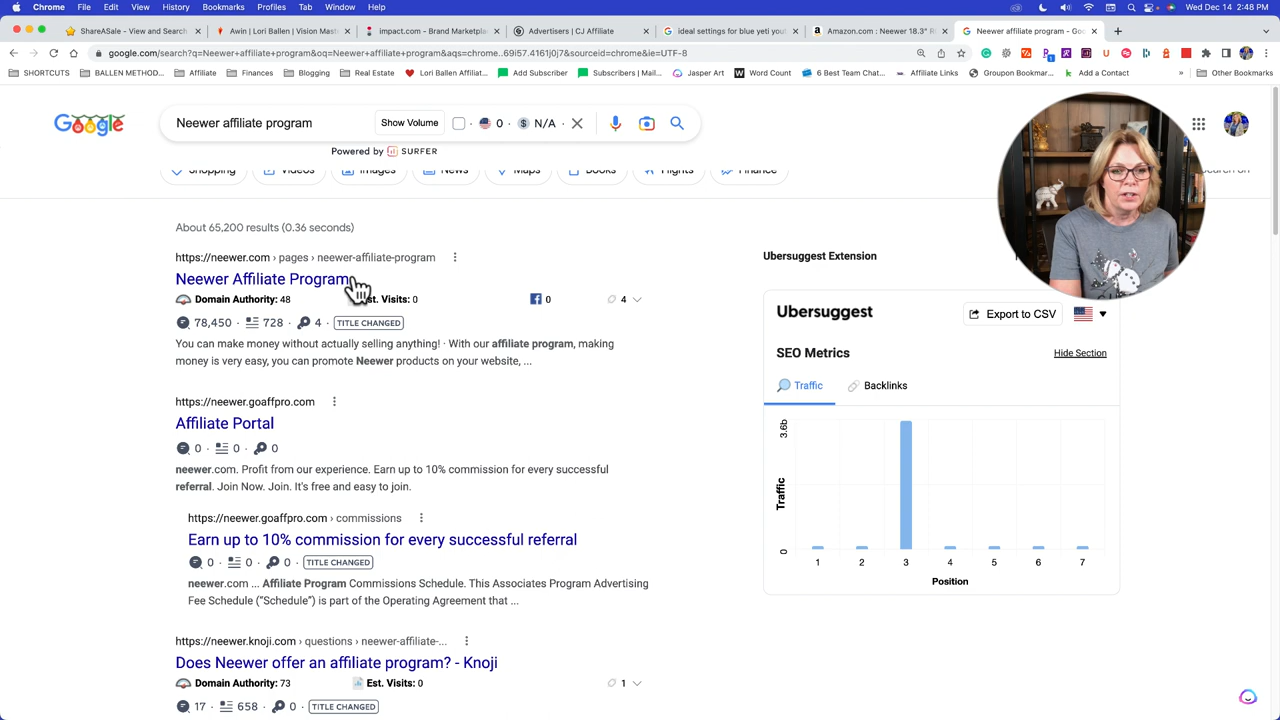 Chrome File Edit View History Bookmarks Profiles Tab Window Help
Wed Dec 14 2:46:48 PM
ShareASale - View and Search
Awin | Lori Ballen | Vision Mast
impact.com - Brand Marketplac
Advertisers | CJ Affiliate
ideal settings for blue yeti yout
Amazon.com : Neewer 18.3" R
Neewer affiliate program - Goo
google.com/search?q=Neewer+affiliate+program&oq=Neewer+affiliate+program&aqs=chrome..69i57.4161j0j7&sourceid=chrome&ie=UTF-8
SHORTCUTS
BALLEN METHOD...
Affiliate
Finances
Blogging
Real Estate
Lori Ballen Affiliat...
Add Subscriber
Subscribers | Mail...
Jasper Art
Word Count
6 Best Team Chat...
Affiliate Links
Groupon Bookmar...
Add a Contact
»
Other Bookmarks
Google
Neewer affiliate program
Show Volume
0 · $ N/A ·
Powered by SURFER
Shopping
Videos
Images
News
Maps
Books
Flights
Finance
About 65,200 results (0.36 seconds)
https://neewer.com › pages › neewer-affiliate-program
Neewer Affiliate Program
Domain Authority: 48
Est. Visits: 0
0
4
78,450 · 728 · 4 · TITLE CHANGED
You can make money without actually selling anything! · With our affiliate program, making
money is very easy, you can promote Neewer products on your website, ...
https://neewer.goaffpro.com
Affiliate Portal
0 · 0 · 0
neewer.com. Profit from our experience. Earn up to 10% commission for every successful
referral. Join Now. Join. It's free and easy to join.
https://neewer.goaffpro.com › commissions
Earn up to 10% commission for every successful referral
0 · 0 · 0 · TITLE CHANGED
neewer.com ... Affiliate Program Commissions Schedule. This Associates Program Advertising
Fee Schedule ("Schedule") is part of the Operating Agreement that ...
https://neewer.knoji.com › questions › neewer-affiliate-...
Does Neewer offer an affiliate program? - Knoji
Domain Authority: 73
Est. Visits: 0
1
17 · 658 · 0 · TITLE CHANGED
Ubersuggest Extension
Ubersuggest
Export to CSV
SEO Metrics
Hide Section
Traffic
Backlinks
3.6b
Traffic
0
1 2 3 4 5 6 7
Position